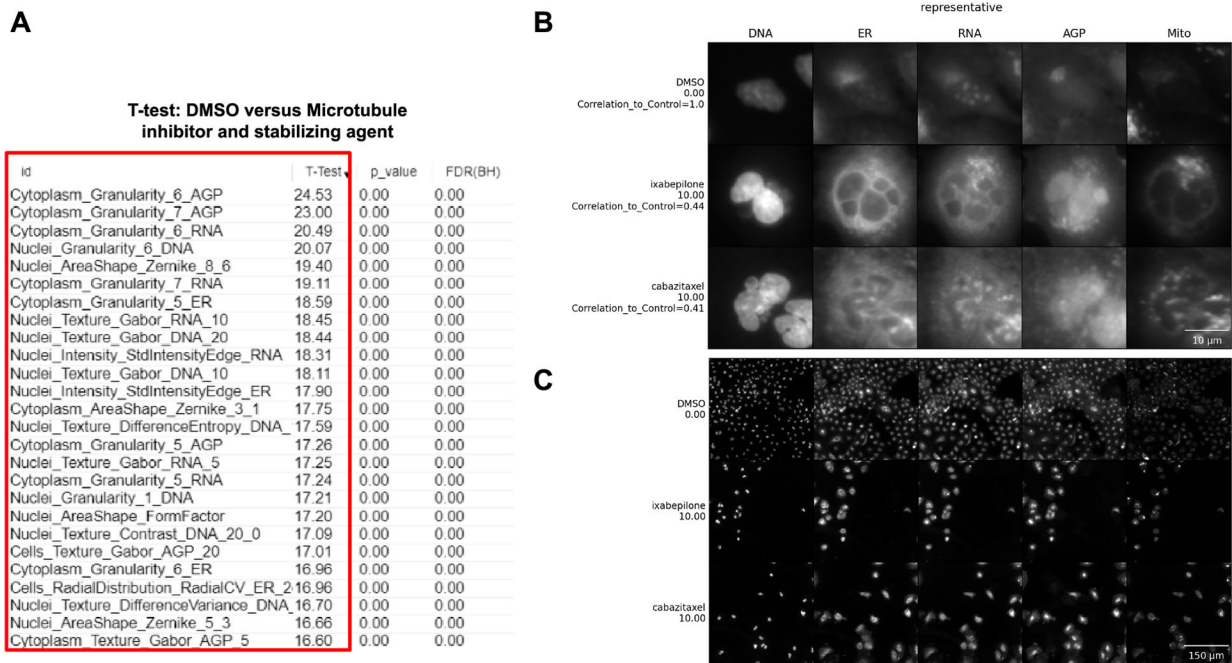 A
T-test: DMSO versus Microtubule
inhibitor and stabilizing agent
id T-Test p_value FDR(BH)
Cytoplasm_Granularity_6_AGP 24.53 0.00 0.00
Cytoplasm_Granularity_7_AGP 23.00 0.00 0.00
Cytoplasm_Granularity_6_RNA 20.49 0.00 0.00
Nuclei_Granularity_6_DNA 20.07 0.00 0.00
Nuclei_AreaShape_Zernike_8_6 19.40 0.00 0.00
Cytoplasm_Granularity_7_RNA 19.11 0.00 0.00
Cytoplasm_Granularity_5_ER 18.59 0.00 0.00
Nuclei_Texture_Gabor_RNA_10 18.45 0.00 0.00
Nuclei_Texture_Gabor_DNA_20 18.44 0.00 0.00
Nuclei_Intensity_StdIntensityEdge_RNA 18.31 0.00 0.00
Nuclei_Texture_Gabor_DNA_10 18.11 0.00 0.00
Nuclei_Intensity_StdIntensityEdge_ER 17.90 0.00 0.00
Cytoplasm_AreaShape_Zernike_3_1 17.75 0.00 0.00
Nuclei_Texture_DifferenceEntropy_DNA_ 17.59 0.00 0.00
Cytoplasm_Granularity_5_AGP 17.26 0.00 0.00
Nuclei_Texture_Gabor_RNA_5 17.25 0.00 0.00
Cytoplasm_Granularity_5_RNA 17.24 0.00 0.00
Nuclei_Granularity_1_DNA 17.21 0.00 0.00
Nuclei_AreaShape_FormFactor 17.20 0.00 0.00
Nuclei_Texture_Contrast_DNA_20_0 17.09 0.00 0.00
Cells_Texture_Gabor_AGP_20 17.01 0.00 0.00
Cytoplasm_Granularity_6_ER 16.96 0.00 0.00
Cells_RadialDistribution_RadialCV_ER_2 16.96 0.00 0.00
Nuclei_Texture_DifferenceVariance_DNA_ 16.70 0.00 0.00
Nuclei_AreaShape_Zernike_5_3 16.66 0.00 0.00
Cytoplasm_Texture_Gabor_AGP_5 16.60 0.00 0.00
B
representative
DNA ER RNA AGP Mito
DMSO
0.00
Correlation_to_Control=1.0
ixabepilone
10.00
Correlation_to_Control=0.44
cabazitaxel
10.00
Correlation_to_Control=0.41
10 µm
C
DMSO
0.00
ixabepilone
10.00
cabazitaxel
10.00
150 µm